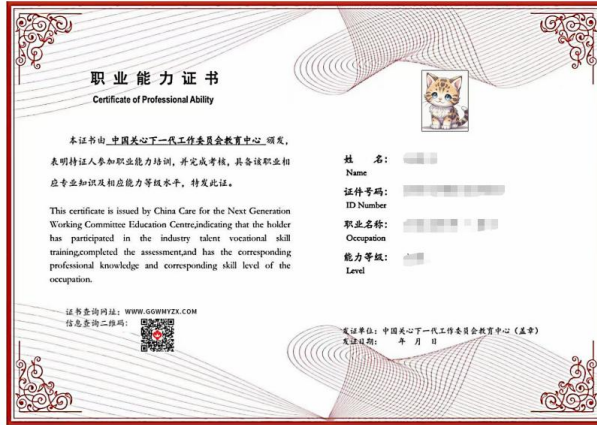 职业能力证书
Certificate of Professional Ability
本证书由 中国关心下一代工作委员会教育中心 颁发，
表明持证人参加职业能力培训，并完成考核，具备该职业相
应专业知识及相应能力等级水平，特发此证。
This certificate is issued by China Care for the Next Generation
Working Committee Education Centre,indicating that the holder
has participated in the industry talent vocational skill
training,completed the assessment,and has the corresponding
professional knowledge and corresponding skill level of the
occupation.
证书查询网址：WWW.GGWMYZX.COM
信息查询二维码：
姓 名：
Name
证件号码：
ID Number
职业名称：
Occupation
能力等级：
Level
发证单位：中国关心下一代工作委员会教育中心（盖章）
发证日期： 年 月 日